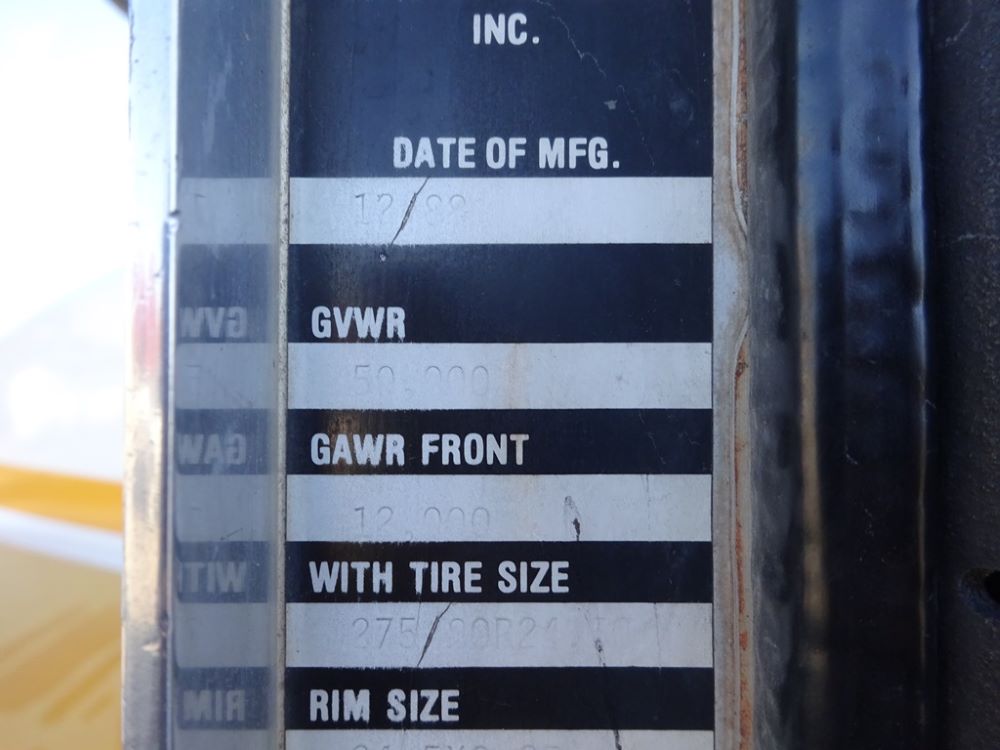 INC.
DATE OF MFG.
12/88
GVWR
50,000
GAWR FRONT
12,000
WITH TIRE SIZE
RIM SIZE